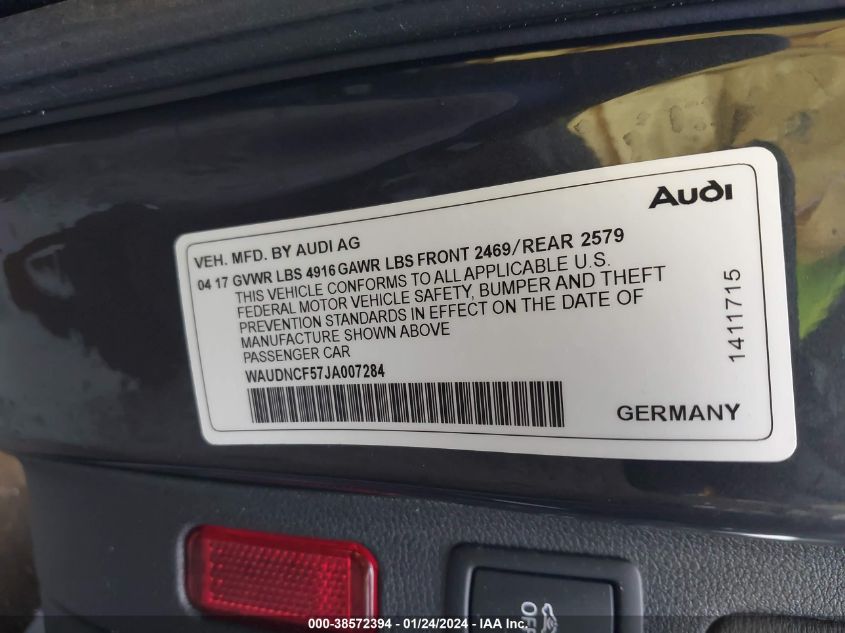 Audi
VEH. MFD. BY AUDI AG
04 17 GVWR LBS 4916 GAWR LBS FRONT 2469/REAR 2579
THIS VEHICLE CONFORMS TO ALL APPLICABLE U.S.
FEDERAL MOTOR VEHICLE SAFETY, BUMPER AND THEFT
PREVENTION STANDARDS IN EFFECT ON THE DATE OF
MANUFACTURE SHOWN ABOVE
PASSENGER CAR
WAUDNCF57JA007284
1411715
GERMANY
OFF
000-38572394 - 01/24/2024 - IAA Inc.